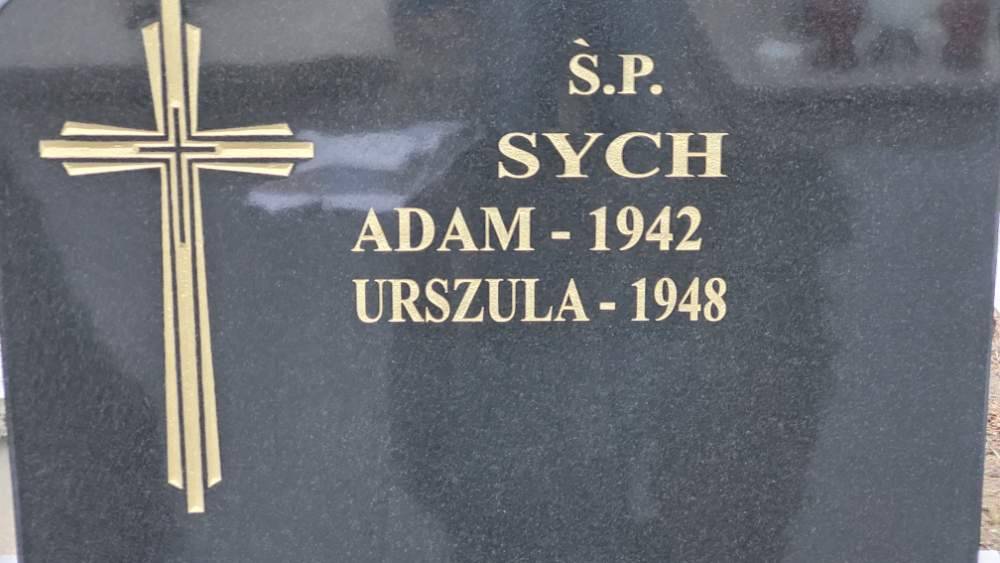 Ṡ.P.
SYCH
ADAM - 1942
URSZULA - 1948